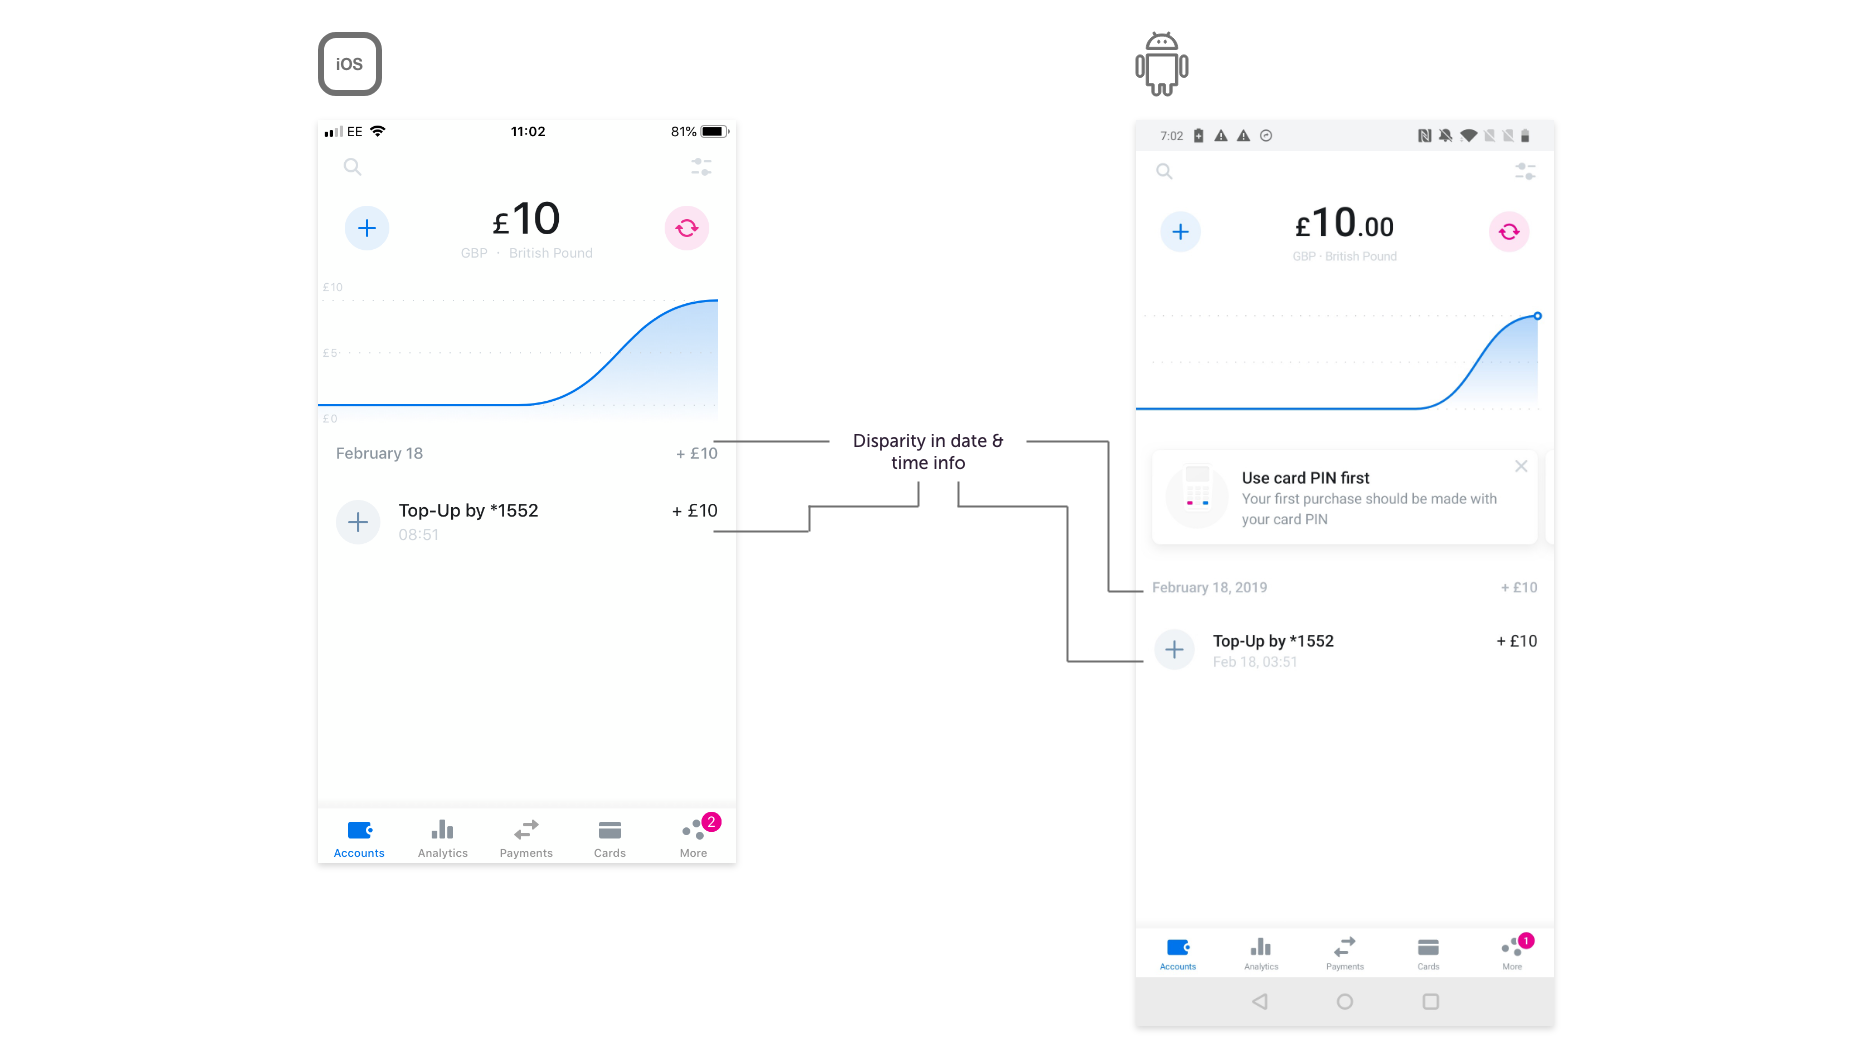 iOS
EE 11:02 81%
£10
GBP · British Pound
£10
£5
£0
February 18 + £10
Top-Up by *1552 + £10
08:51
Accounts Analytics Payments Cards More 2
Disparity in date &
time info
7:02
£10.00
GBP · British Pound
Use card PIN first
Your first purchase should be made with
your card PIN
February 18, 2019 + £10
Top-Up by *1552 + £10
Feb 18, 03:51
Accounts Analytics Payments Cards More 1